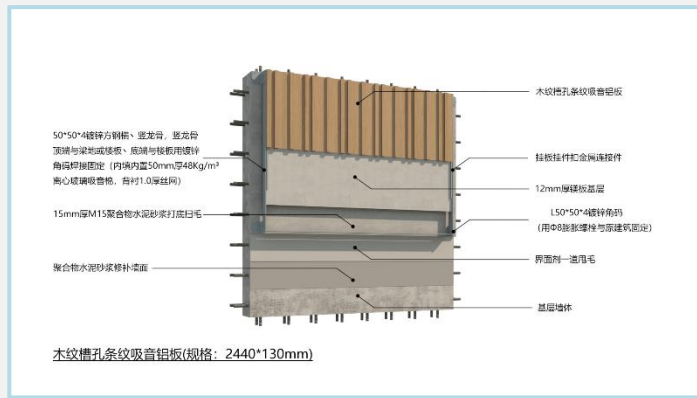 木纹槽孔条纹吸音铝板
50*50*4镀锌方钢横、竖龙骨，竖龙骨
顶端与梁地或楼板、底端与楼板用镀锌
角码焊接固定（内填内置50mm厚48Kg/m³
离心玻璃吸音棉，背衬1.0厚丝网）
挂板挂件扣金属连接件
12mm厚镁板基层
15mm厚M15聚合物水泥砂浆打底扫毛
L50*50*4镀锌角码
（用Φ8膨胀螺栓与原建筑固定）
界面剂一道甩毛
聚合物水泥砂浆修补墙面
基层墙体
木纹槽孔条纹吸音铝板(规格：2440*130mm)